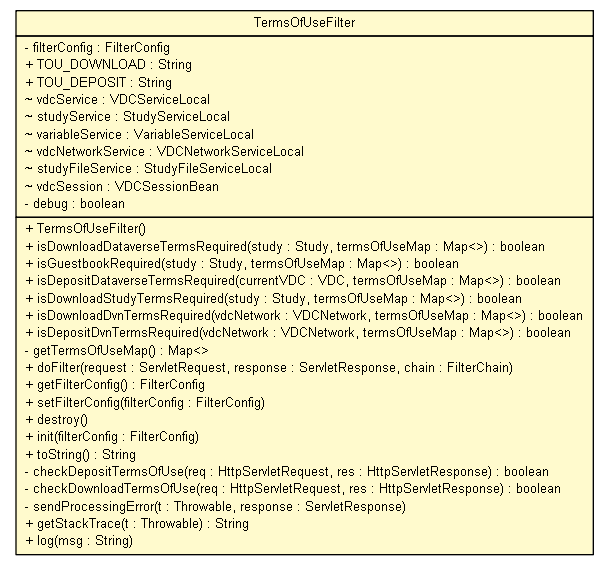 TermsOfUseFilter
- filterConfig : FilterConfig
+ TOU_DOWNLOAD : String
+ TOU_DEPOSIT : String
~ vdcService : VDCServiceLocal
~ studyService : StudyServiceLocal
~ variableService : VariableServiceLocal
~ vdcNetworkService : VDCNetworkServiceLocal
~ studyFileService : StudyFileServiceLocal
~ vdcSession : VDCSessionBean
- debug : boolean
+ TermsOfUseFilter()
+ isDownloadDataverseTermsRequired(study : Study, termsOfUseMap : Map<>) : boolean
+ isGuestbookRequired(study : Study, termsOfUseMap : Map<>) : boolean
+ isDepositDataverseTermsRequired(currentVDC : VDC, termsOfUseMap : Map<>) : boolean
+ isDownloadStudyTermsRequired(study : Study, termsOfUseMap : Map<>) : boolean
+ isDownloadDvnTermsRequired(vdcNetwork : VDCNetwork, termsOfUseMap : Map<>) : boolean
+ isDepositDvnTermsRequired(vdcNetwork : VDCNetwork, termsOfUseMap : Map<>) : boolean
- getTermsOfUseMap() : Map<>
+ doFilter(request : ServletRequest, response : ServletResponse, chain : FilterChain)
+ getFilterConfig() : FilterConfig
+ setFilterConfig(filterConfig : FilterConfig)
+ destroy()
+ init(filterConfig : FilterConfig)
+ toString() : String
- checkDepositTermsOfUse(req : HttpServletRequest, res : HttpServletResponse) : boolean
- checkDownloadTermsOfUse(req : HttpServletRequest, res : HttpServletResponse) : boolean
- sendProcessingError(t : Throwable, response : ServletResponse)
+ getStackTrace(t : Throwable) : String
+ log(msg : String)